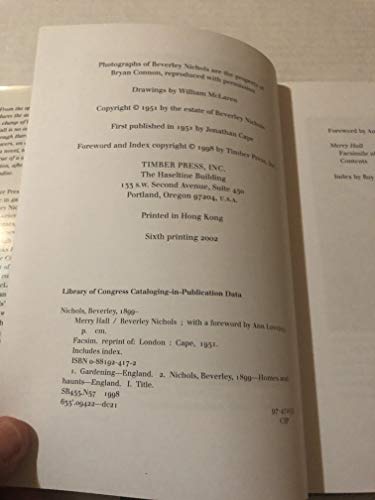 Photographs of Beverley Nichols are the property of
Bryan Connon, reproduced with permission.
Drawings by William McLaren
Copyright © 1951 by the estate of Beverley Nichols
First published in 1951 by Jonathan Cape
Foreword and Index copyright © 1998 by Timber Press, Inc.
TIMBER PRESS, INC.
The Haseltine Building
133 S.W. Second Avenue, Suite 450
Portland, Oregon 97204, U.S.A.
Printed in Hong Kong
Sixth printing 2002
Library of Congress Cataloging-in-Publication Data
Nichols, Beverley, 1899–
Merry Hall / Beverley Nichols ; with a foreword by Ann
p. cm.
Facsim. reprint of: London : Cape, 1951.
Includes index.
ISBN 0-88192-417-2
1. Gardening—England. 2. Nichols, Beverley, 1899—Homes and
haunts—England. I. Title.
SB455.N57 1998
635'.09422—dc21
CIP
Foreword by
Merry Hall
Facsimile
Contents
Index by Roy